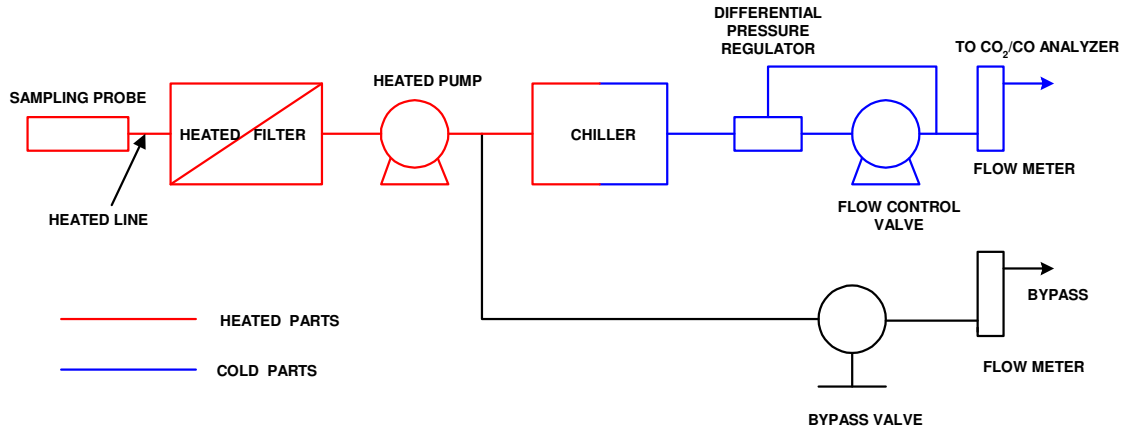 DIFFERENTIAL
PRESSURE
REGULATOR
TO CO2/CO ANALYZER
HEATED PUMP
SAMPLING PROBE
HEATED FILTER
CHILLER
FLOW METER
HEATED LINE
FLOW CONTROL
VALVE
BYPASS
HEATED PARTS
COLD PARTS
FLOW METER
BYPASS VALVE